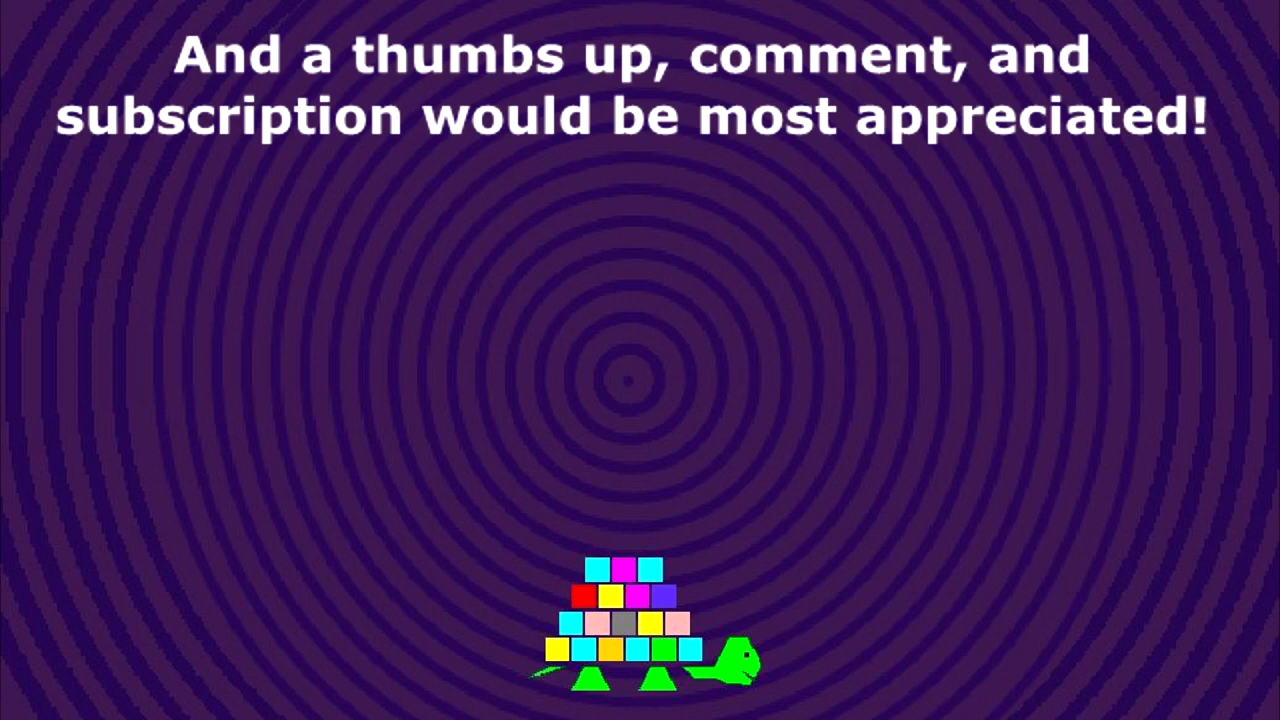 And a thumbs up, comment, and
subscription would be most appreciated!